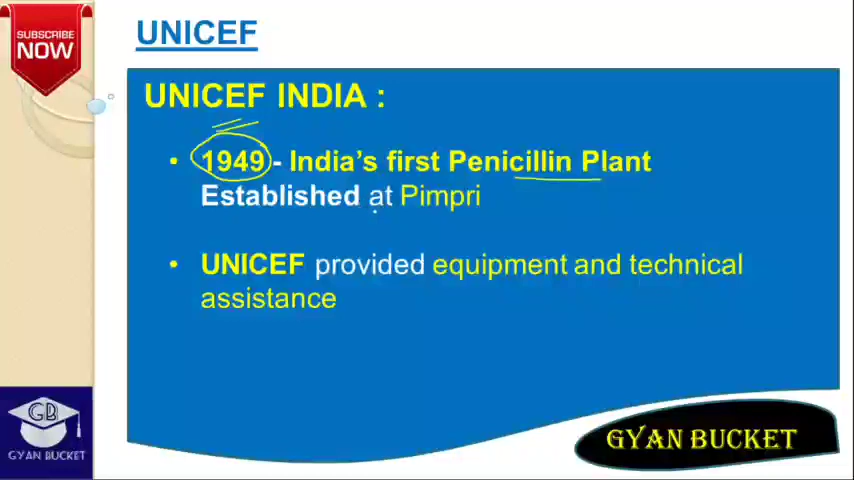 SUBSCRIBE
NOW
UNICEF
UNICEF INDIA :
• 1949 - India's first Penicillin Plant
Established at Pimpri
• UNICEF provided equipment and technical
assistance
GB
GYAN BUCKET
GYAN BUCKET